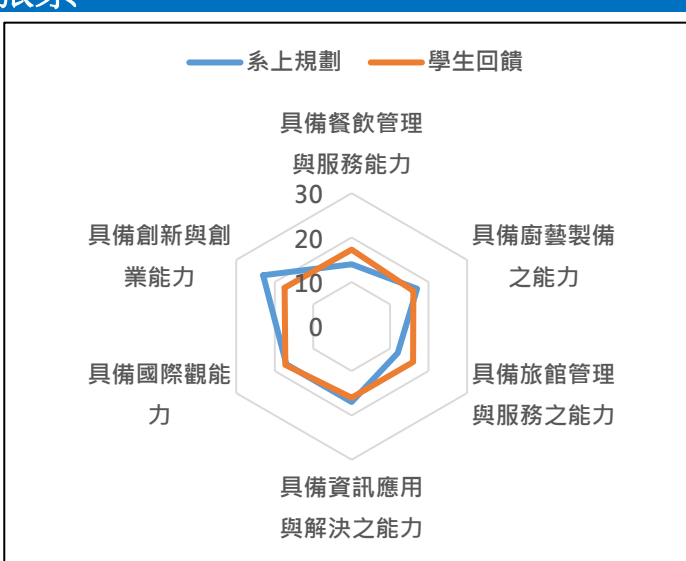 系上規劃
學生回饋
具備餐飲管理
與服務能力
30
20
10
0
具備廚藝製備
之能力
具備旅館管理
與服務之能力
具備資訊應用
與解決之能力
具備國際觀能
力
具備創新與創
業能力